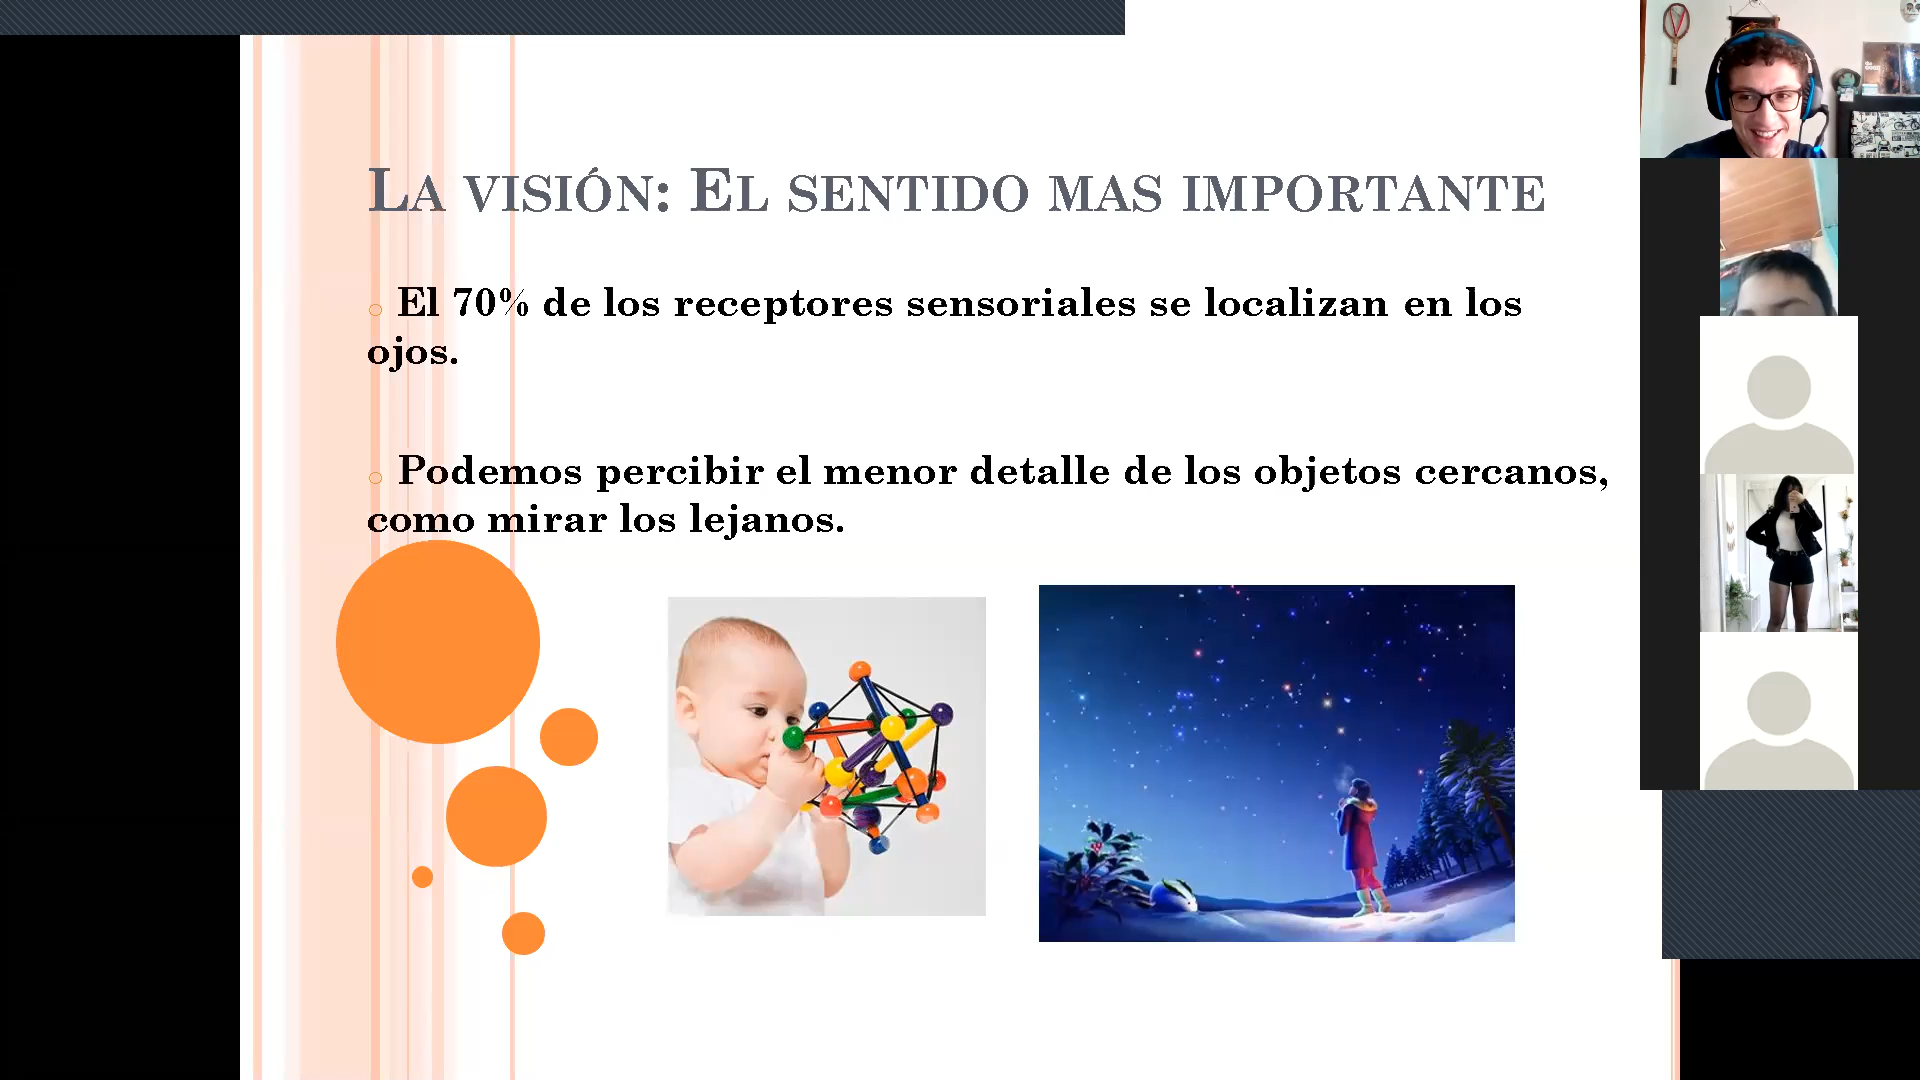 LA VISIÓN: EL SENTIDO MAS IMPORTANTE
El 70% de los receptores sensoriales se localizan en los
ojos.
Podemos percibir el menor detalle de los objetos cercanos,
como mirar los lejanos.